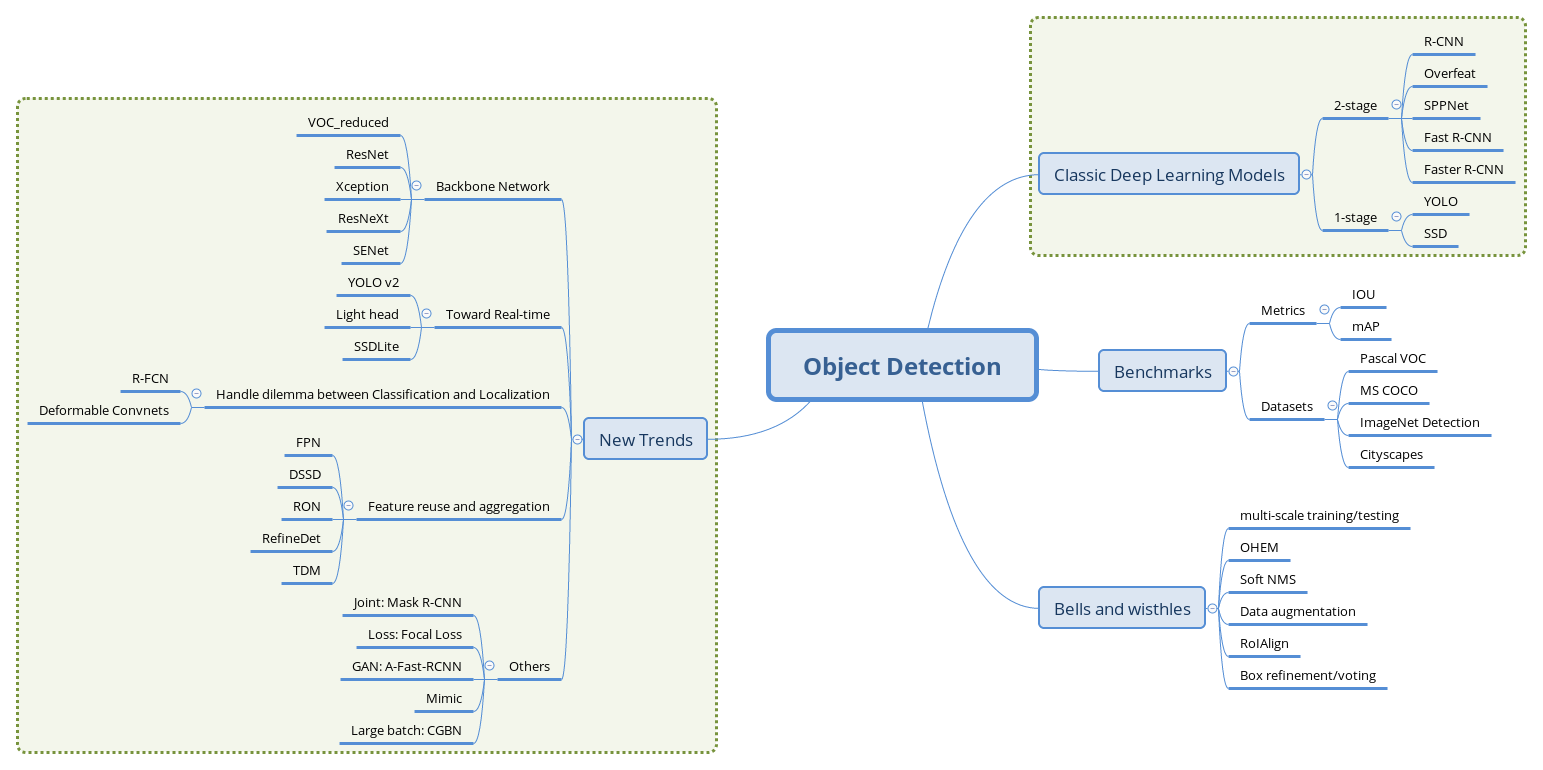 Object Detection
Classic Deep Learning Models
2-stage
R-CNN
Overfeat
SPPNet
Fast R-CNN
Faster R-CNN
1-stage
YOLO
SSD
Benchmarks
Metrics
IOU
mAP
Datasets
Pascal VOC
MS COCO
ImageNet Detection
Cityscapes
Bells and wisthles
multi-scale training/testing
OHEM
Soft NMS
Data augmentation
RoIAlign
Box refinement/voting
New Trends
Backbone Network
VOC_reduced
ResNet
Xception
ResNeXt
SENet
Toward Real-time
YOLO v2
Light head
SSDLite
Handle dilemma between Classification and Localization
R-FCN
Deformable Convnets
Feature reuse and aggregation
FPN
DSSD
RON
RefineDet
TDM
Others
Joint: Mask R-CNN
Loss: Focal Loss
GAN: A-Fast-RCNN
Mimic
Large batch: CGBN